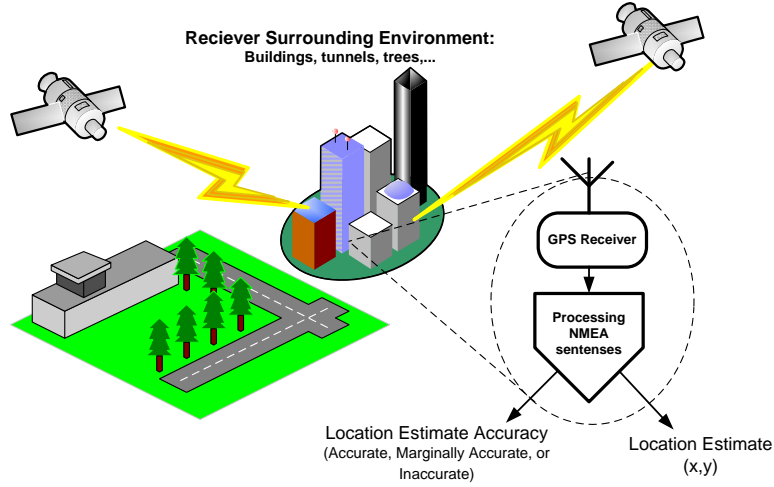 Reciever Surrounding Environment:
Buildings, tunnels, trees,...
GPS Receiver
Processing
NMEA
sentenses
Location Estimate Accuracy
(Accurate, Marginally Accurate, or
Inaccurate)
Location Estimate
(x,y)